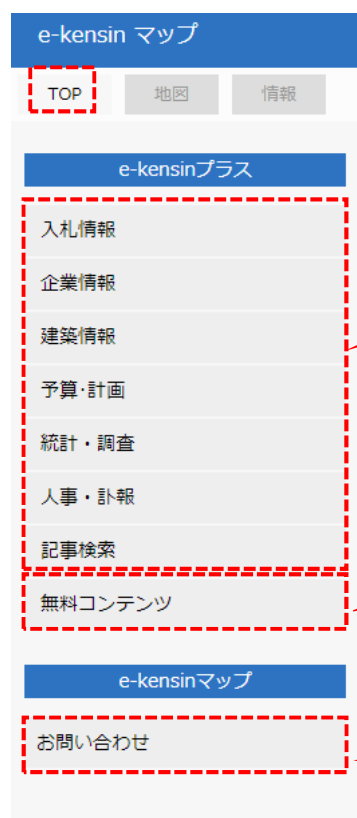 e-kensin マップ
TOP 地図 情報
e-kensinプラス
入札情報
企業情報
建築情報
予算･計画
統計・調査
人事・訃報
記事検索
無料コンテンツ
e-kensinマップ
お問い合わせ